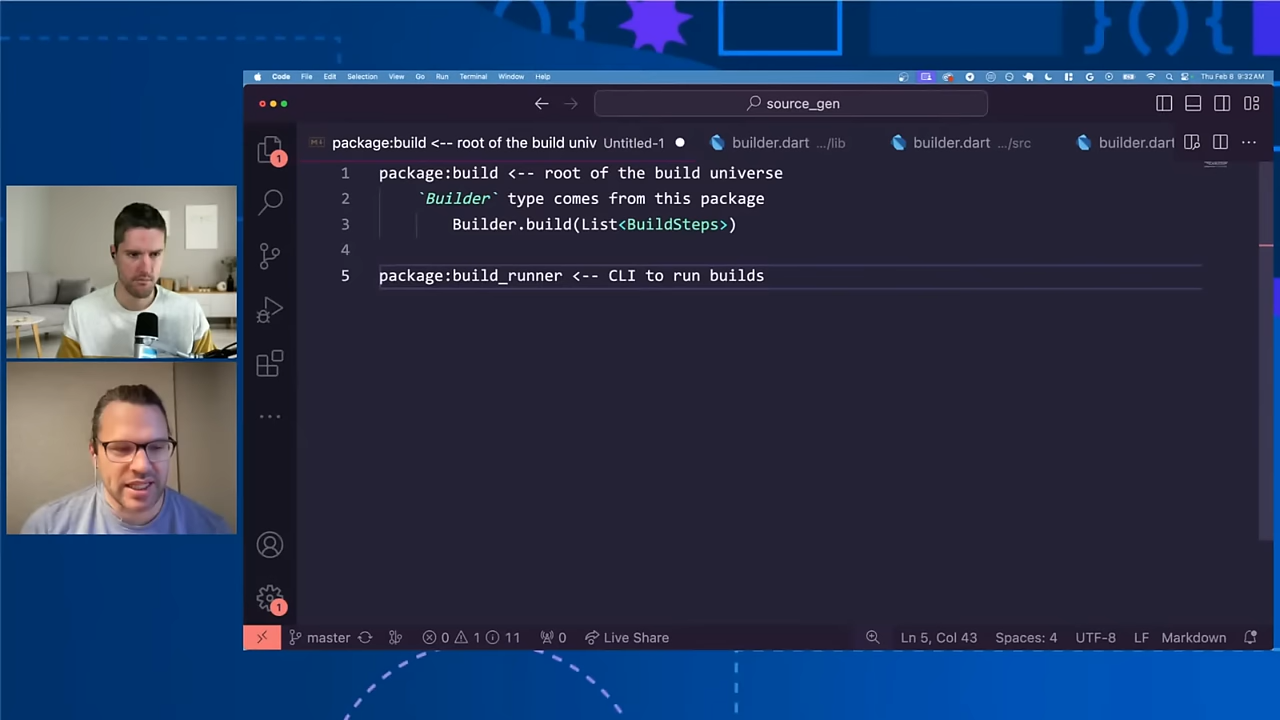 Code File Edit Selection View Go Run Terminal Window Help Thu Feb 8 9:32 AM
source_gen
package:build <-- root of the build univ Untitled-1 builder.dart .../lib builder.dart .../src builder.dart
1 package:build <-- root of the build universe
2 `Builder` type comes from this package
3 Builder.build(List<BuildSteps>)
4
5 package:build_runner <-- CLI to run builds
1
1
master 0 1 11 0 Live Share Ln 5, Col 43 Spaces: 4 UTF-8 LF Markdown